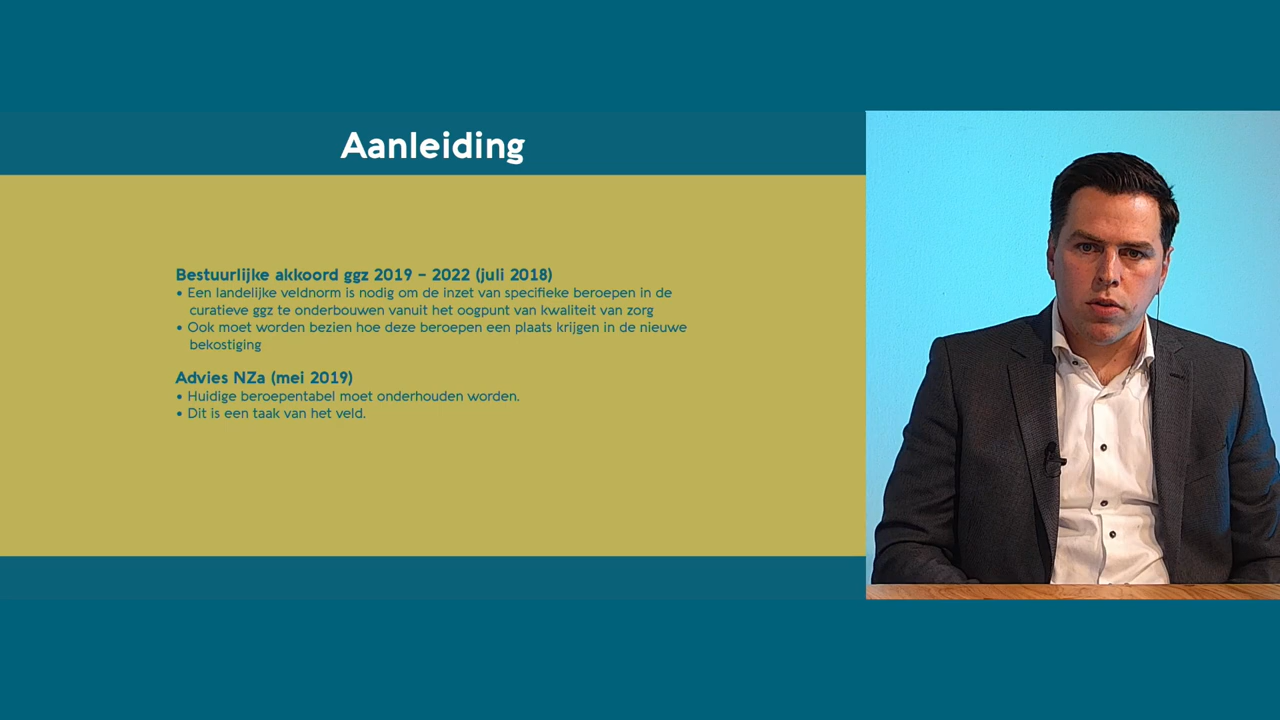 Aanleiding
Bestuurlijke akkoord ggz 2019 – 2022 (juli 2018)
• Een landelijke veldnorm is nodig om de inzet van specifieke beroepen in de
curatieve ggz te onderbouwen vanuit het oogpunt van kwaliteit van zorg
• Ook moet worden bezien hoe deze beroepen een plaats krijgen in de nieuwe
bekostiging
Advies NZa (mei 2019)
• Huidige beroepentabel moet onderhouden worden.
• Dit is een taak van het veld.